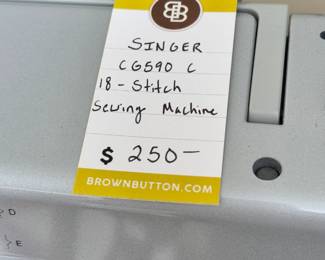 SINGER
CG590 C
18 - Stitch
Sewing Machine
$ 250-
BROWNBUTTON.COM
D
E